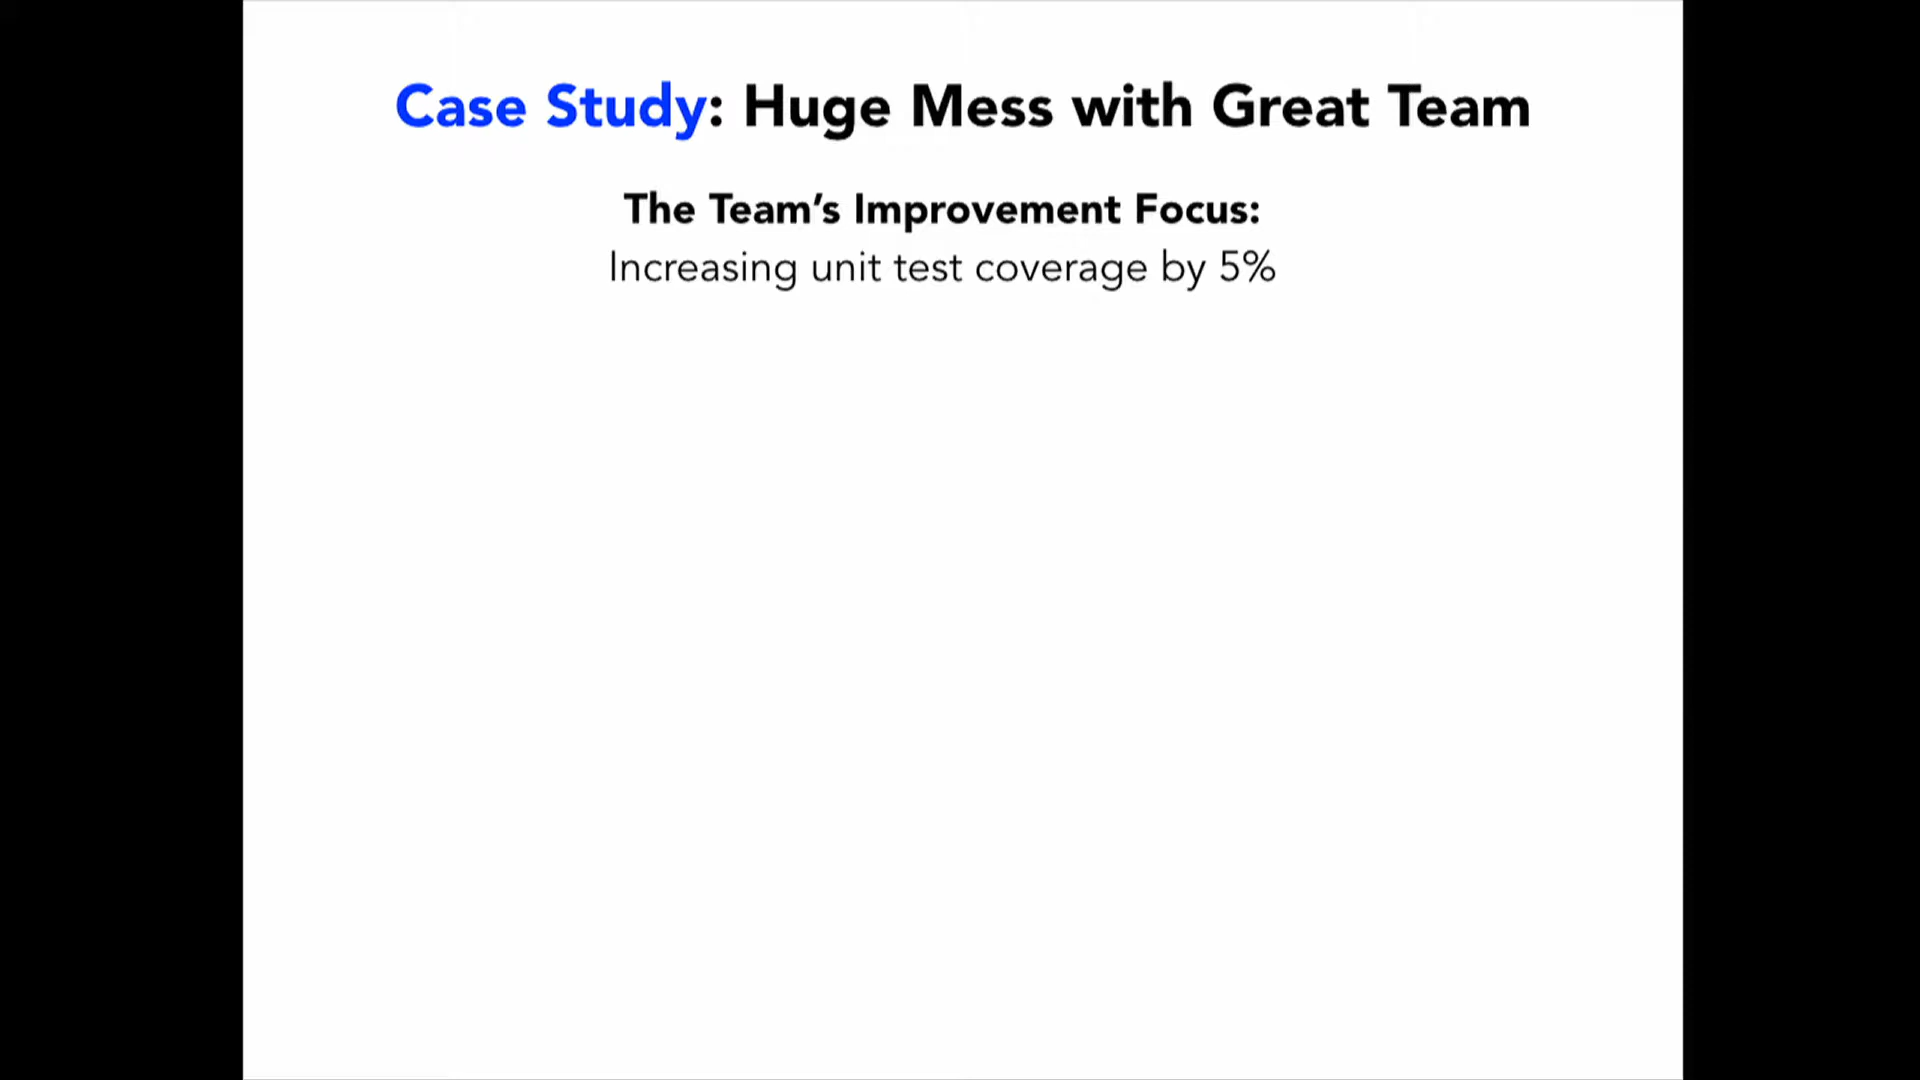 Case Study: Huge Mess with Great Team
The Team’s Improvement Focus:
Increasing unit test coverage by 5%